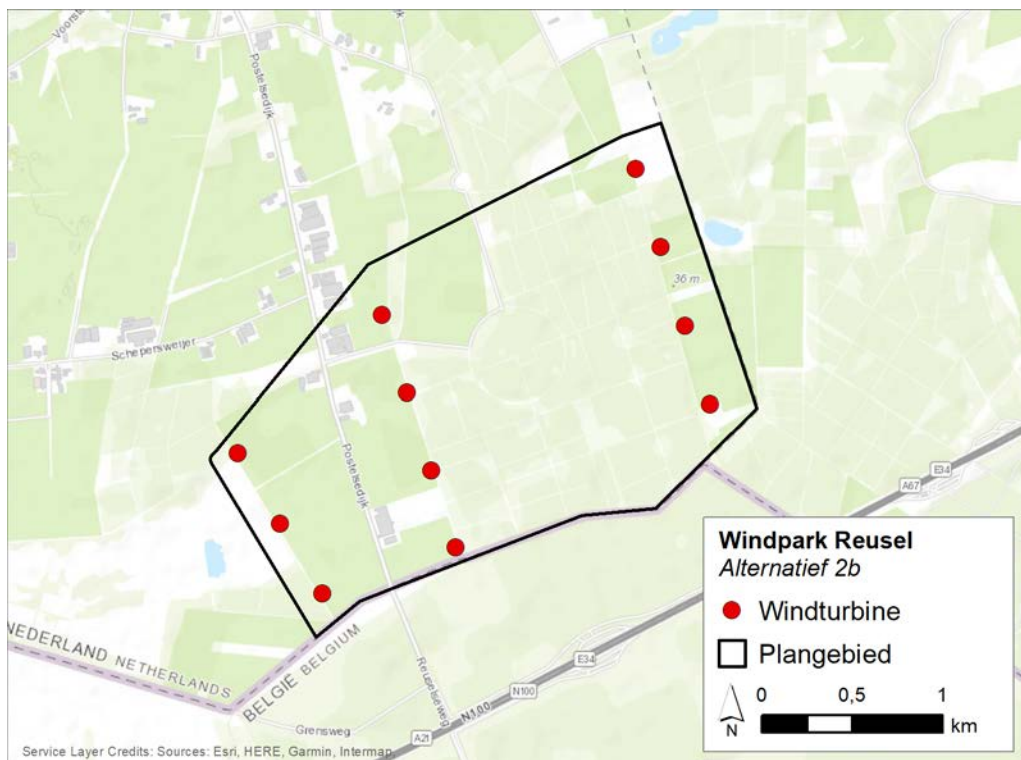 Postelsedijk
Schepersweijer
36 m
Postelsedijk
E34
A67
NEDERLAND NETHERLANDS
BELGIË BELGIUM
Reuselseweg
E34
N100
N100
Grensweg
A21
Windpark Reusel
Alternatief 2b
Windturbine
Plangebied
0 0,5 1
km
N
Service Layer Credits: Sources: Esri, HERE, Garmin, Intermap,